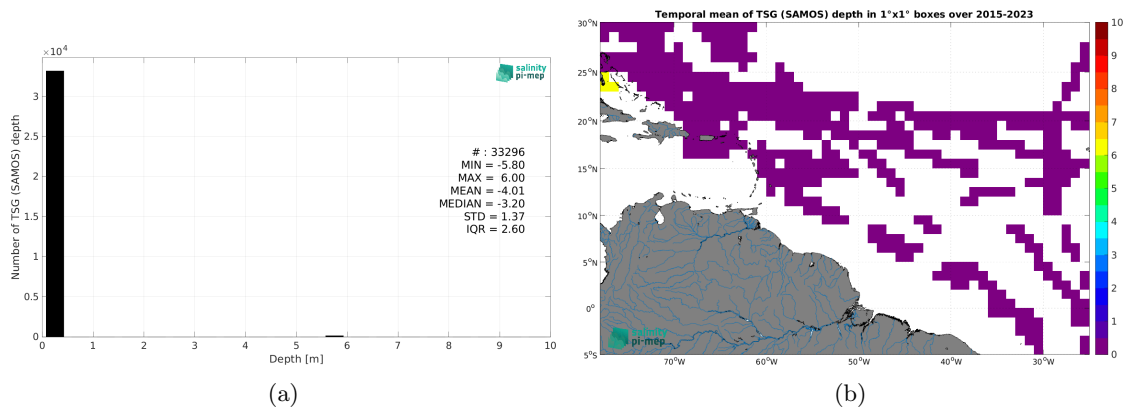 ×10⁴
3
2.5
2
1.5
1
0.5
0
Number of TSG (SAMOS) depth
salinity
pi-mep
# : 33296
MIN = -5.80
MAX = 6.00
MEAN = -4.01
MEDIAN = -3.20
STD = 1.37
IQR = 2.60
0 1 2 3 4 5 6 7 8 9 10
Depth [m]
(a)
Temporal mean of TSG (SAMOS) depth in 1°x1° boxes over 2015-2023
30°N
25°N
20°N
15°N
10°N
5°N
0°
5°S
70°W 60°W 50°W 40°W 30°W
salinity
pi-mep
10
9
8
7
6
5
4
3
2
1
0
(b)